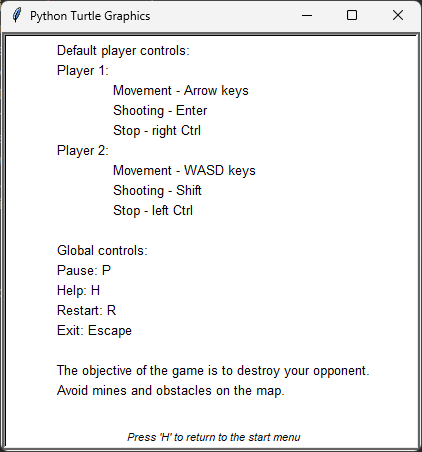 Python Turtle Graphics
Default player controls:
Player 1:
Movement - Arrow keys
Shooting - Enter
Stop - right Ctrl
Player 2:
Movement - WASD keys
Shooting - Shift
Stop - left Ctrl
Global controls:
Pause: P
Help: H
Restart: R
Exit: Escape
The objective of the game is to destroy your opponent.
Avoid mines and obstacles on the map.
Press 'H' to return to the start menu